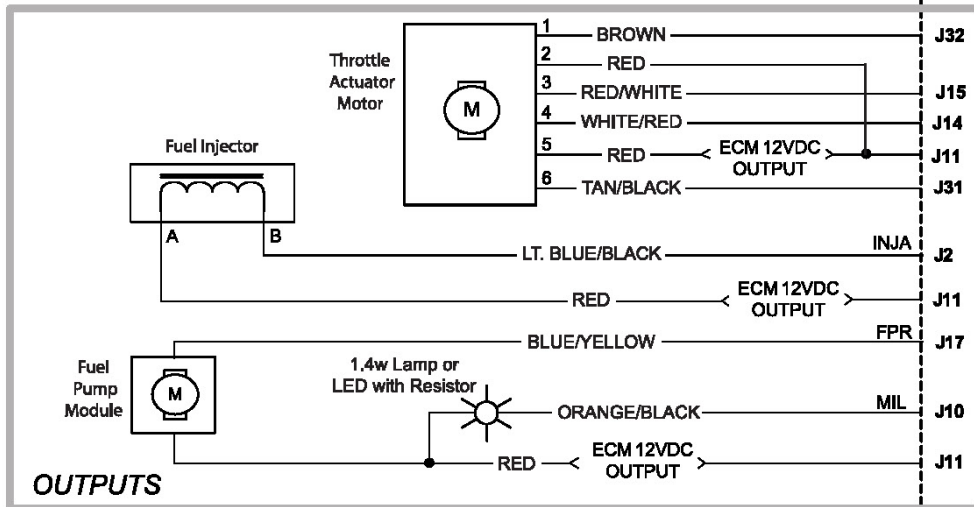 1 BROWN J32
Throttle
Actuator
Motor
M
2 RED
3 RED/WHITE J15
4 WHITE/RED J14
5 RED ECM 12VDC
OUTPUT J11
6 TAN/BLACK J31
Fuel Injector
A B
LT. BLUE/BLACK INJA J2
RED ECM 12VDC
OUTPUT J11
BLUE/YELLOW FPR J17
Fuel
Pump
Module
M
1.4w Lamp or
LED with Resistor
ORANGE/BLACK MIL J10
RED ECM 12VDC
OUTPUT J11
OUTPUTS